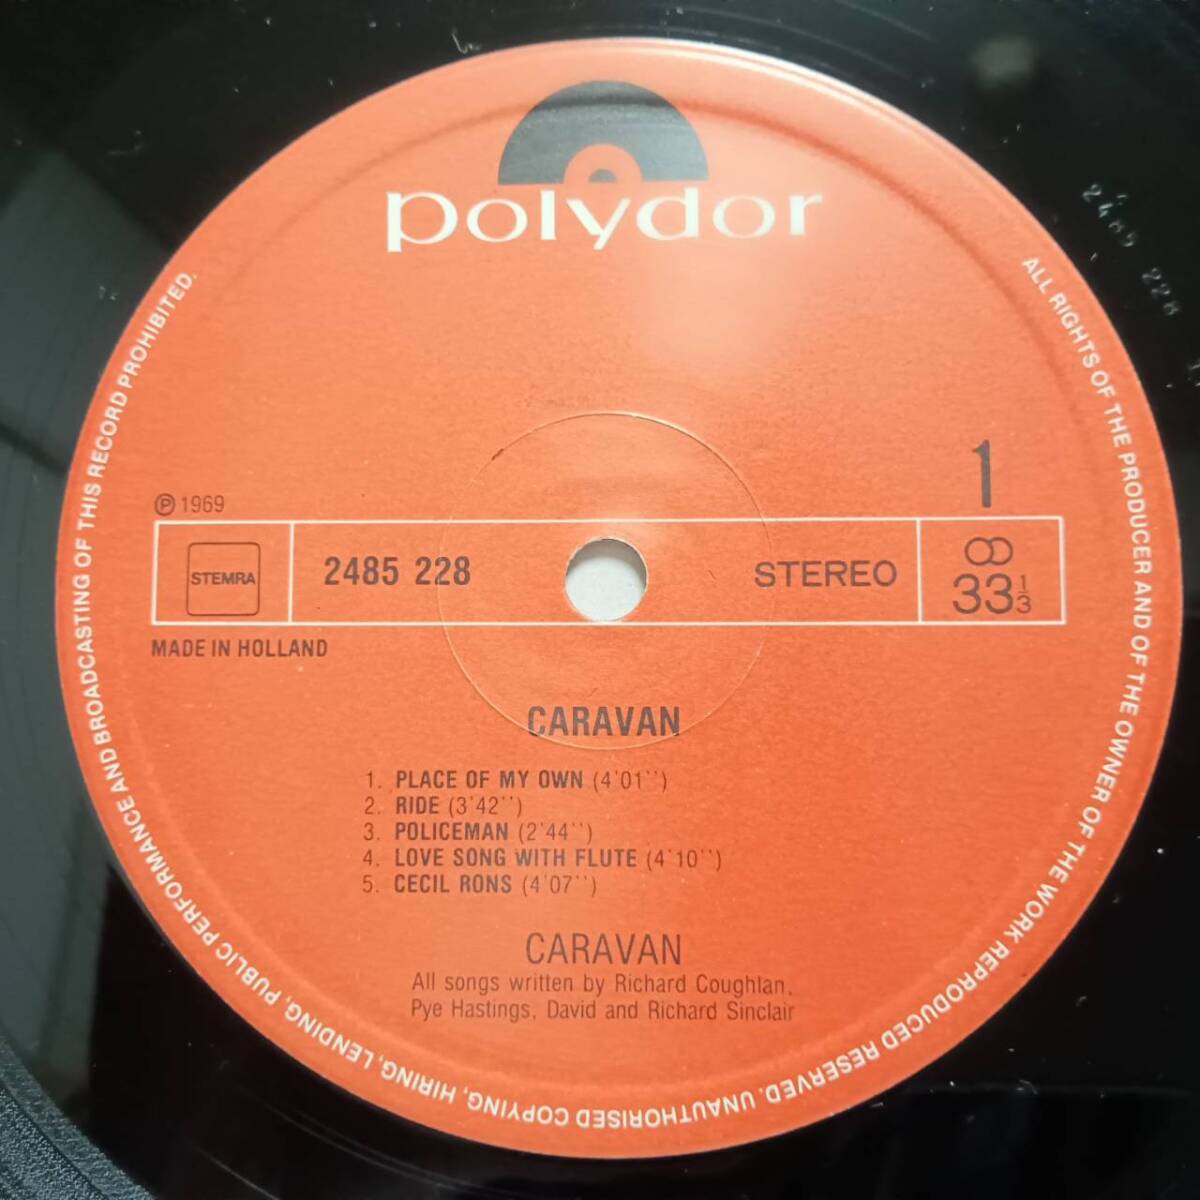 polydor
2485 228
℗ 1969
1
STEMRA
2485 228
STEREO
33 1/3
MADE IN HOLLAND
CARAVAN
1. PLACE OF MY OWN (4'01'')
2. RIDE (3'42'')
3. POLICEMAN (2'44'')
4. LOVE SONG WITH FLUTE (4'10'')
5. CECIL RONS (4'07'')
CARAVAN
All songs written by Richard Coughlan,
Pye Hastings, David and Richard Sinclair
ALL RIGHTS OF THE PRODUCER AND OF THE OWNER OF THE WORK REPRODUCED RESERVED. UNAUTHORISED COPYING, HIRING, LENDING, PUBLIC PERFORMANCE AND BROADCASTING OF THIS RECORD PROHIBITED.